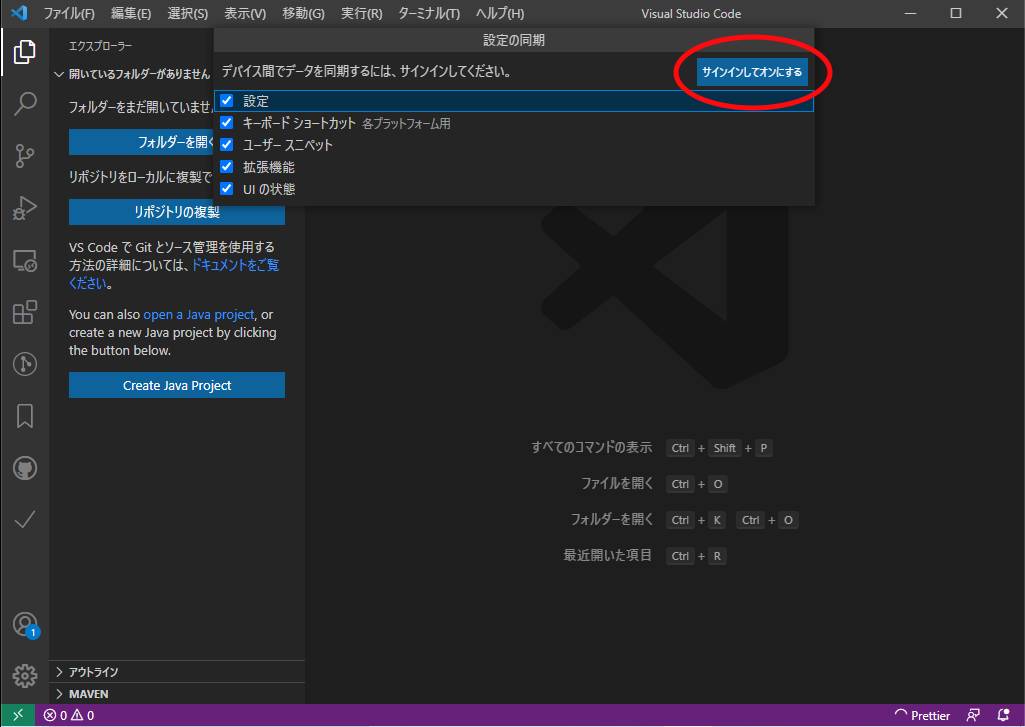 ファイル(F) 編集(E) 選択(S) 表示(V) 移動(G) 実行(R) ターミナル(T) ヘルプ(H) Visual Studio Code
設定の同期
デバイス間でデータを同期するには、サインインしてください。 サインインしてオンにする
設定
キーボード ショートカット 各プラットフォーム用
ユーザー スニペット
拡張機能
UI の状態
エクスプローラー
開いているフォルダーがありません
フォルダーをまだ開いていません
フォルダーを開く
リポジトリをローカルに複製で
リポジトリの複製
VS Code で Git とソース管理を使用する
方法の詳細については、ドキュメントをご覧
ください。
You can also open a Java project, or
create a new Java project by clicking
the button below.
Create Java Project
すべてのコマンドの表示 Ctrl + Shift + P
ファイルを開く Ctrl + O
フォルダーを開く Ctrl + K Ctrl + O
最近開いた項目 Ctrl + R
1
アウトライン
MAVEN
0 0 Prettier